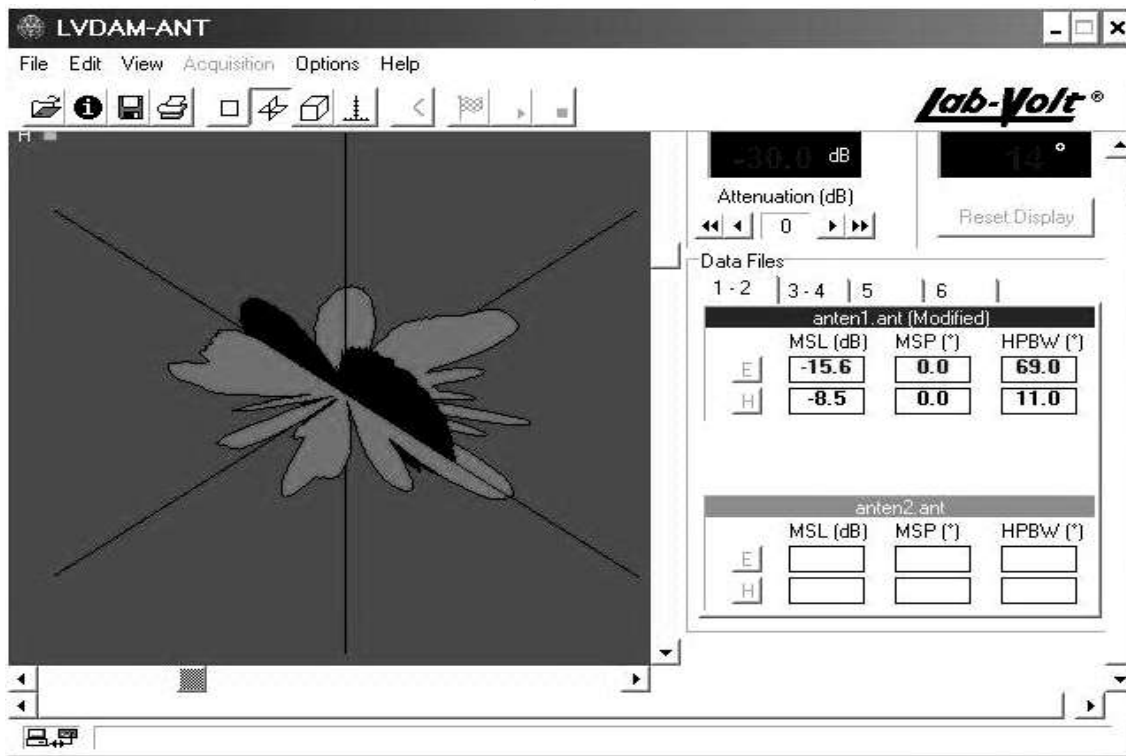 LVDAM-ANT
File Edit View Acquisition Options Help
Lab-Volt ®
H
-30.0 dB
14 °
Attenuation (dB)
0
Reset Display
Data Files
1 - 2 3 - 4 5 6
anten1.ant (Modified)
MSL (dB) MSP (°) HPBW (°)
E -15.6 0.0 69.0
H -8.5 0.0 11.0
anten2.ant
MSL (dB) MSP (°) HPBW (°)
E
H